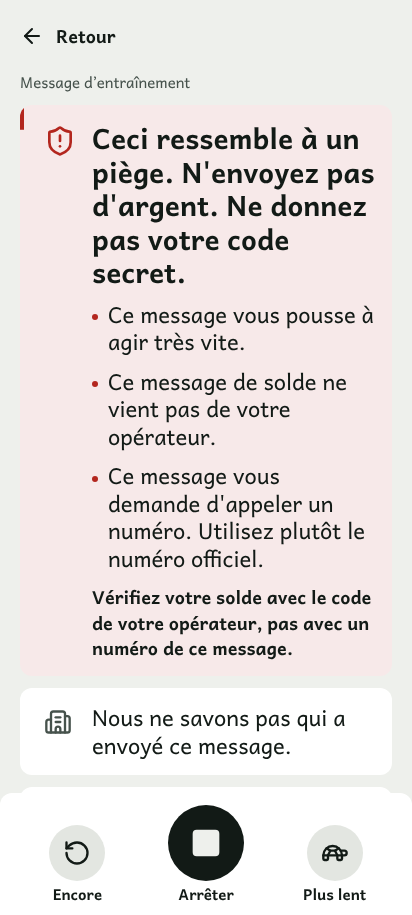 Retour
Message d’entraînement
Ceci ressemble à un
piège. N'envoyez pas
d'argent. Ne donnez
pas votre code
secret.
Ce message vous pousse à
agir très vite.
Ce message de solde ne
vient pas de votre
opérateur.
Ce message vous
demande d'appeler un
numéro. Utilisez plutôt le
numéro officiel.
Vérifiez votre solde avec le code
de votre opérateur, pas avec un
numéro de ce message.
Nous ne savons pas qui a
envoyé ce message.
Encore
Arrêter
Plus lent